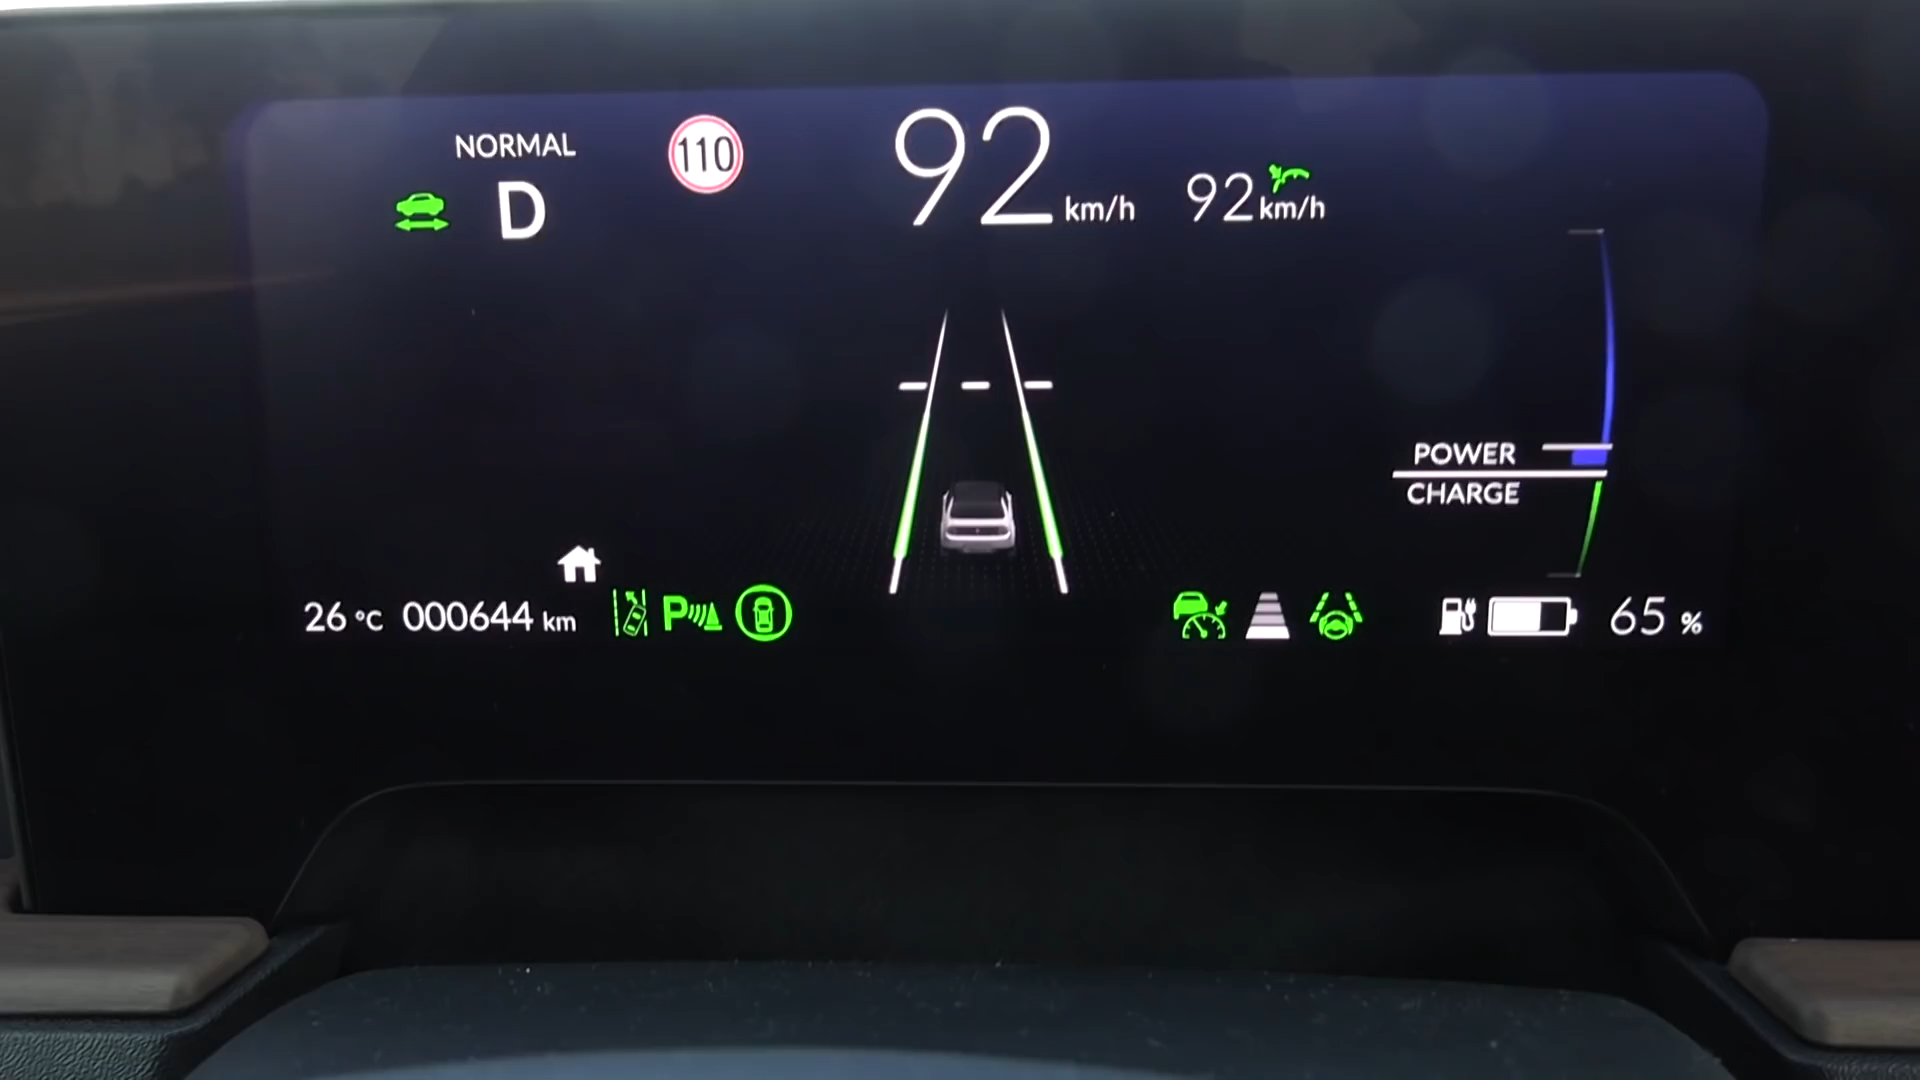 NORMAL
D
110
92 km/h
92 km/h
POWER
CHARGE
26 °C 000644 km
P
65 %